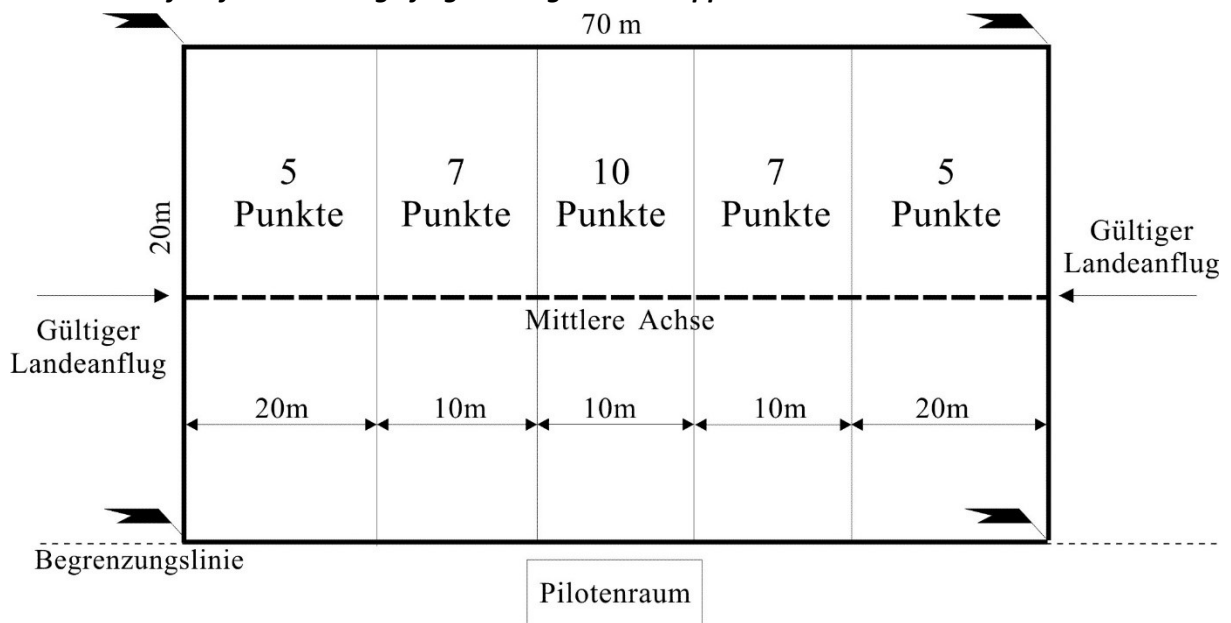 70 m
5
Punkte
7
Punkte
10
Punkte
7
Punkte
5
Punkte
20m
Gültiger
Landeanflug
Gültiger
Landeanflug
Mittlere Achse
20m
10m
10m
10m
20m
Begrenzungslinie
Pilotenraum